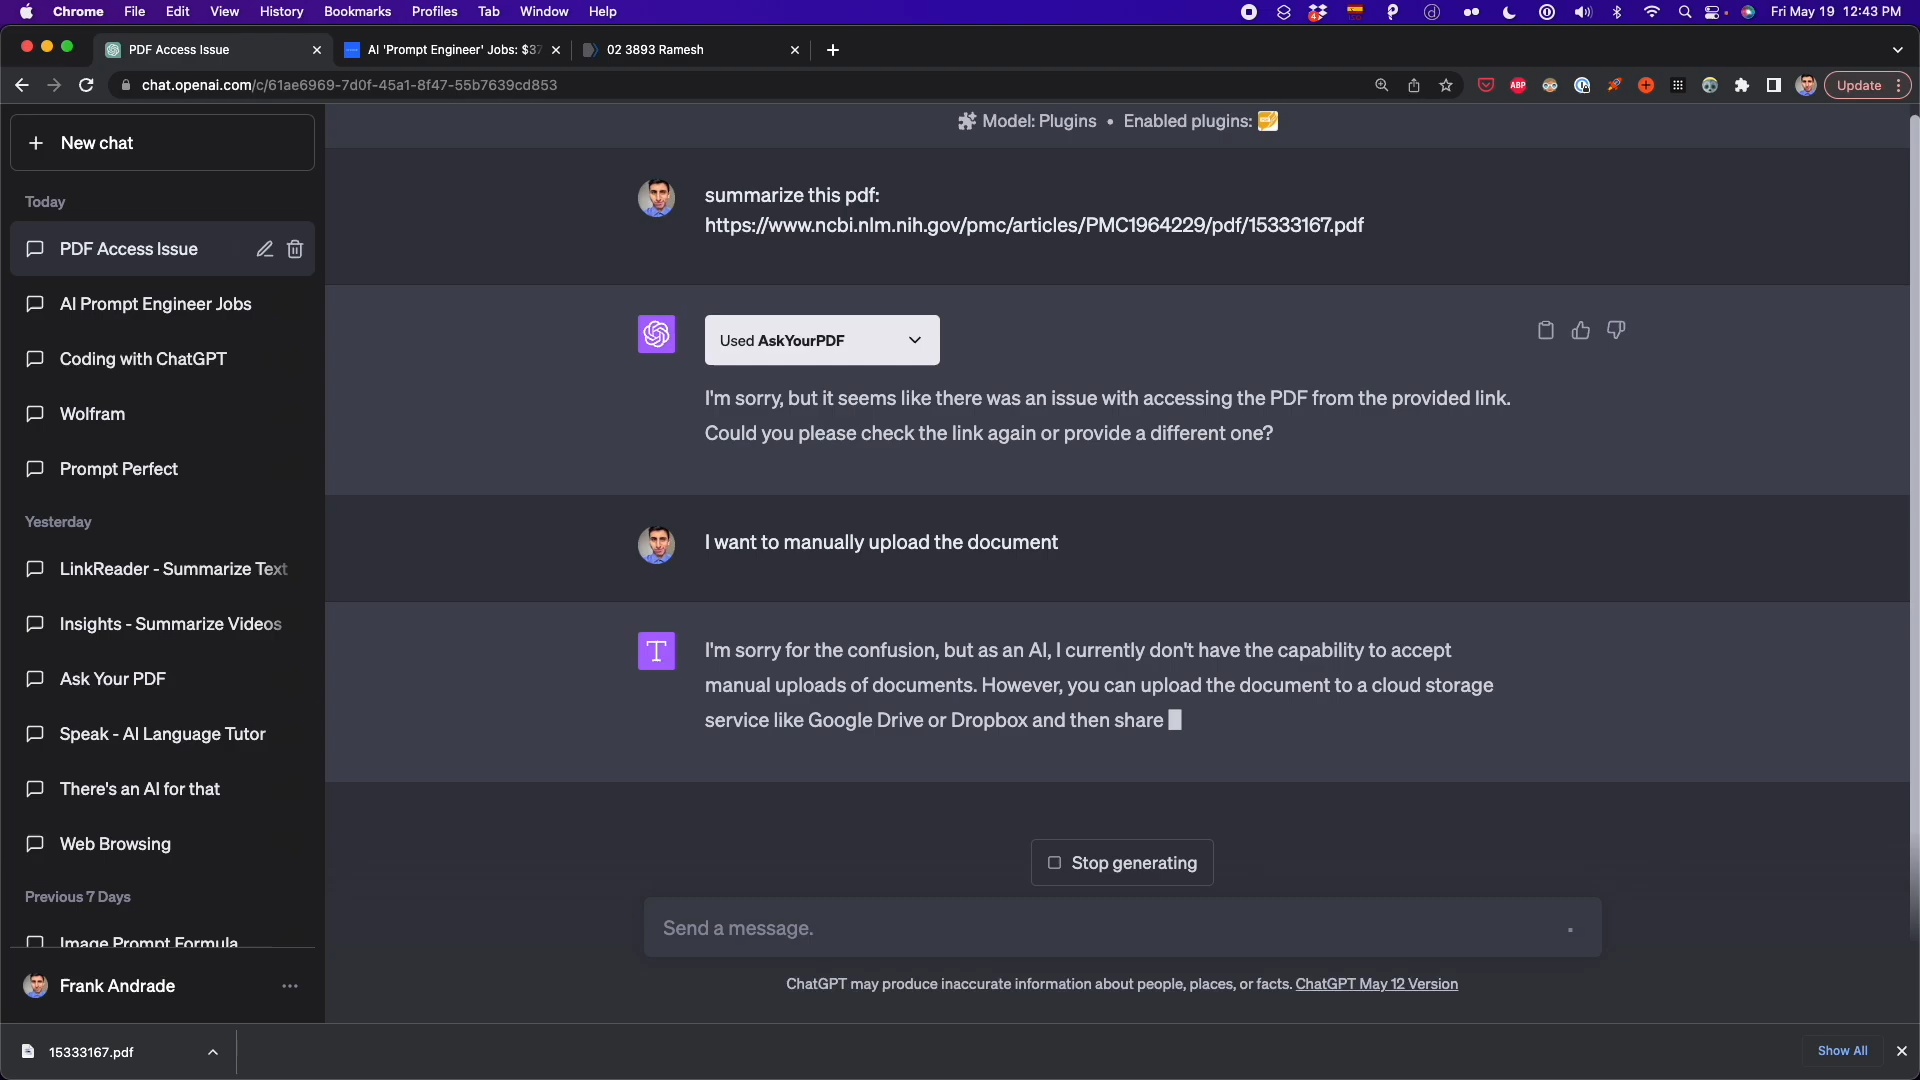 Chrome File Edit View History Bookmarks Profiles Tab Window Help
Fri May 19 12:43 PM
PDF Access Issue
AI 'Prompt Engineer' Jobs: $37
02 3893 Ramesh
chat.openai.com/c/61ae6969-7d0f-45a1-8f47-55b7639cd853
ABP
Update
New chat
Today
PDF Access Issue
AI Prompt Engineer Jobs
Coding with ChatGPT
Wolfram
Prompt Perfect
Yesterday
LinkReader - Summarize Text
Insights - Summarize Videos
Ask Your PDF
Speak - AI Language Tutor
There's an AI for that
Web Browsing
Previous 7 Days
Image Prompt Formula
Frank Andrade
Model: Plugins • Enabled plugins:
summarize this pdf:
https://www.ncbi.nlm.nih.gov/pmc/articles/PMC1964229/pdf/15333167.pdf
Used AskYourPDF
I'm sorry, but it seems like there was an issue with accessing the PDF from the provided link.
Could you please check the link again or provide a different one?
I want to manually upload the document
T
I'm sorry for the confusion, but as an AI, I currently don't have the capability to accept
manual uploads of documents. However, you can upload the document to a cloud storage
service like Google Drive or Dropbox and then share
Stop generating
Send a message.
ChatGPT may produce inaccurate information about people, places, or facts. ChatGPT May 12 Version
15333167.pdf
Show All